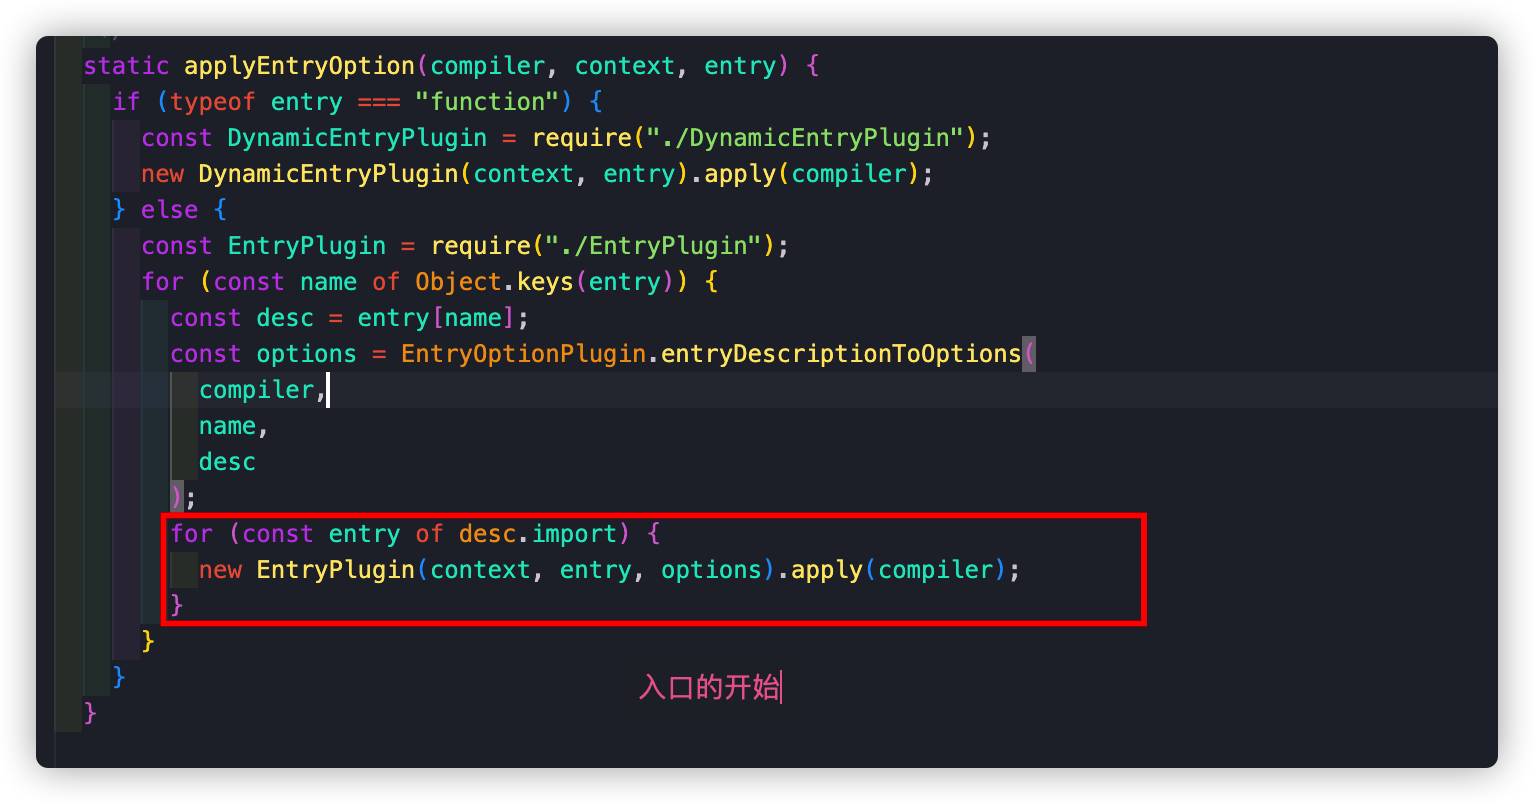 static applyEntryOption(compiler, context, entry) {
if (typeof entry === "function") {
const DynamicEntryPlugin = require("./DynamicEntryPlugin");
new DynamicEntryPlugin(context, entry).apply(compiler);
} else {
const EntryPlugin = require("./EntryPlugin");
for (const name of Object.keys(entry)) {
const desc = entry[name];
const options = EntryOptionPlugin.entryDescriptionToOptions(
compiler,
name,
desc
);
for (const entry of desc.import) {
new EntryPlugin(context, entry, options).apply(compiler);
}
}
}
入口的开始
}